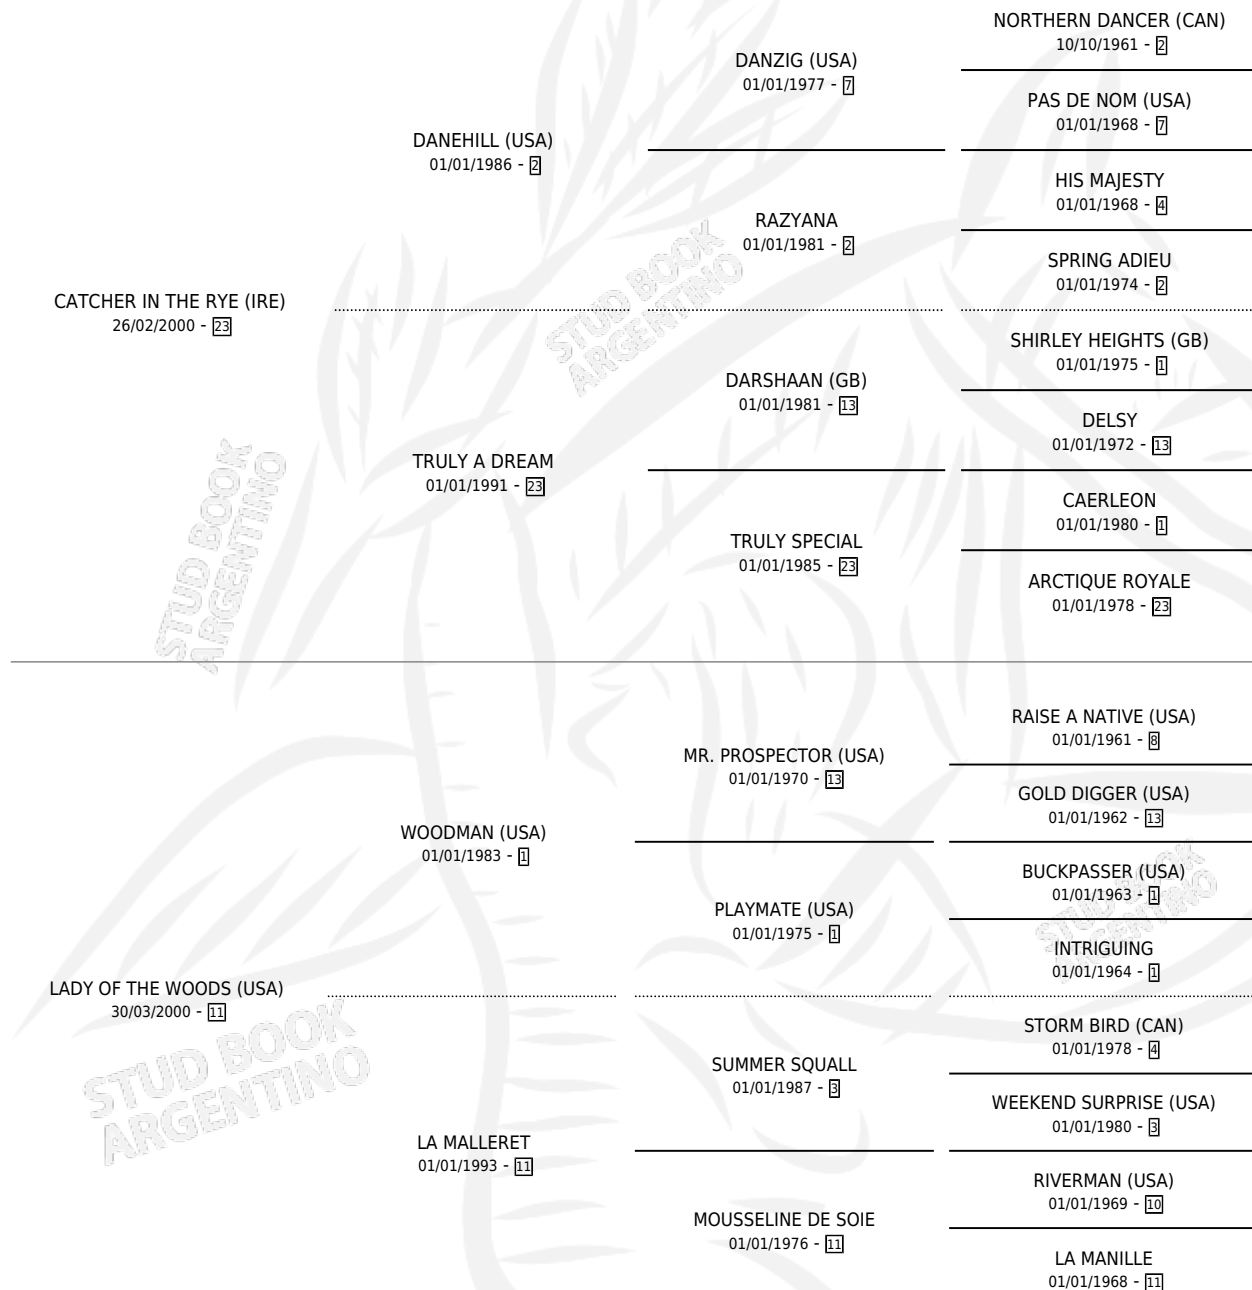 NORTHERN DANCER (CAN)
10/10/1961 - 2
DANZIG (USA)
01/01/1977 - 7
PAS DE NOM (USA)
01/01/1968 - 7
DANEHILL (USA)
01/01/1986 - 2
HIS MAJESTY
01/01/1968 - 4
RAZYANA
01/01/1981 - 2
SPRING ADIEU
01/01/1974 - 2
CATCHER IN THE RYE (IRE)
26/02/2000 - 23
STUD BOOK
ARGENTINO
SHIRLEY HEIGHTS (GB)
01/01/1975 - 1
DARSHAAN (GB)
01/01/1981 - 13
DELSY
01/01/1972 - 13
TRULY A DREAM
01/01/1991 - 23
CAERLEON
01/01/1980 - 1
TRULY SPECIAL
01/01/1985 - 23
ARCTIQUE ROYALE
01/01/1978 - 23
STUD BOOK
ARGENTINO
RAISE A NATIVE (USA)
01/01/1961 - 8
MR. PROSPECTOR (USA)
01/01/1970 - 13
GOLD DIGGER (USA)
01/01/1962 - 13
WOODMAN (USA)
01/01/1983 - 1
BUCKPASSER (USA)
01/01/1963 - 1
PLAYMATE (USA)
01/01/1975 - 1
INTRIGUING
01/01/1964 - 1
STUD BOOK
ARGENTINO
LADY OF THE WOODS (USA)
30/03/2000 - 11
STORM BIRD (CAN)
01/01/1978 - 4
SUMMER SQUALL
01/01/1987 - 3
WEEKEND SURPRISE (USA)
01/01/1980 - 3
STUD BOOK
ARGENTINO
LA MALLERET
01/01/1993 - 11
RIVERMAN (USA)
01/01/1969 - 10
MOUSSELINE DE SOIE
01/01/1976 - 11
LA MANILLE
01/01/1968 - 11